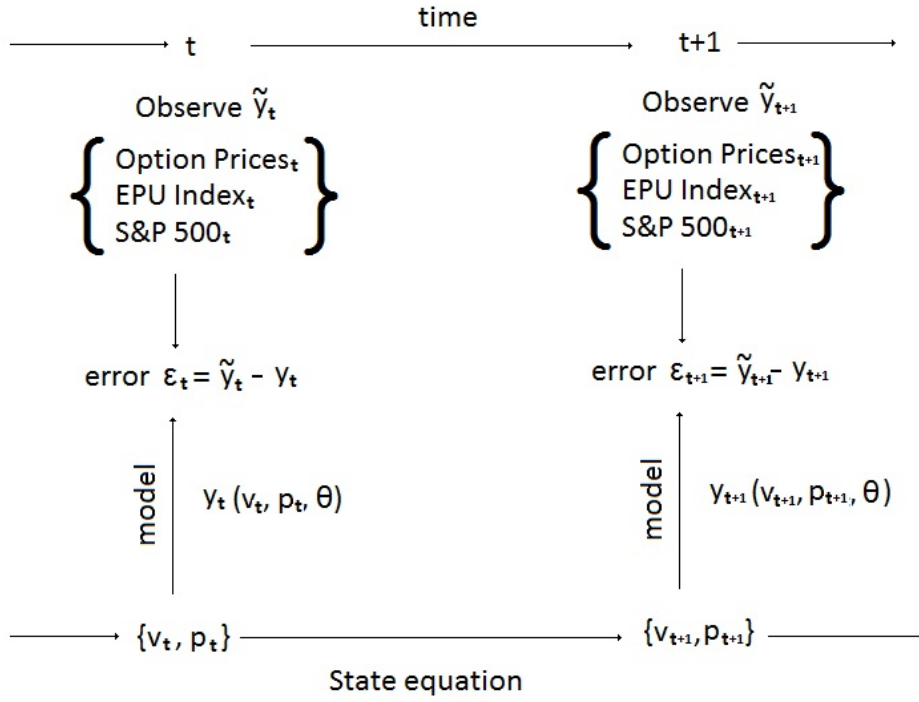 time
t t+1
Observe ỹt
Observe ỹt+1
Option Pricest
EPU Indext
S&P 500t
Option Pricest+1
EPU Indext+1
S&P 500t+1
error εt = ỹt - yt
error εt+1 = ỹt+1 - yt+1
model
yt (vt, pt, θ)
model
yt+1 (vt+1, pt+1, θ)
{vt, pt}
{vt+1, pt+1}
State equation